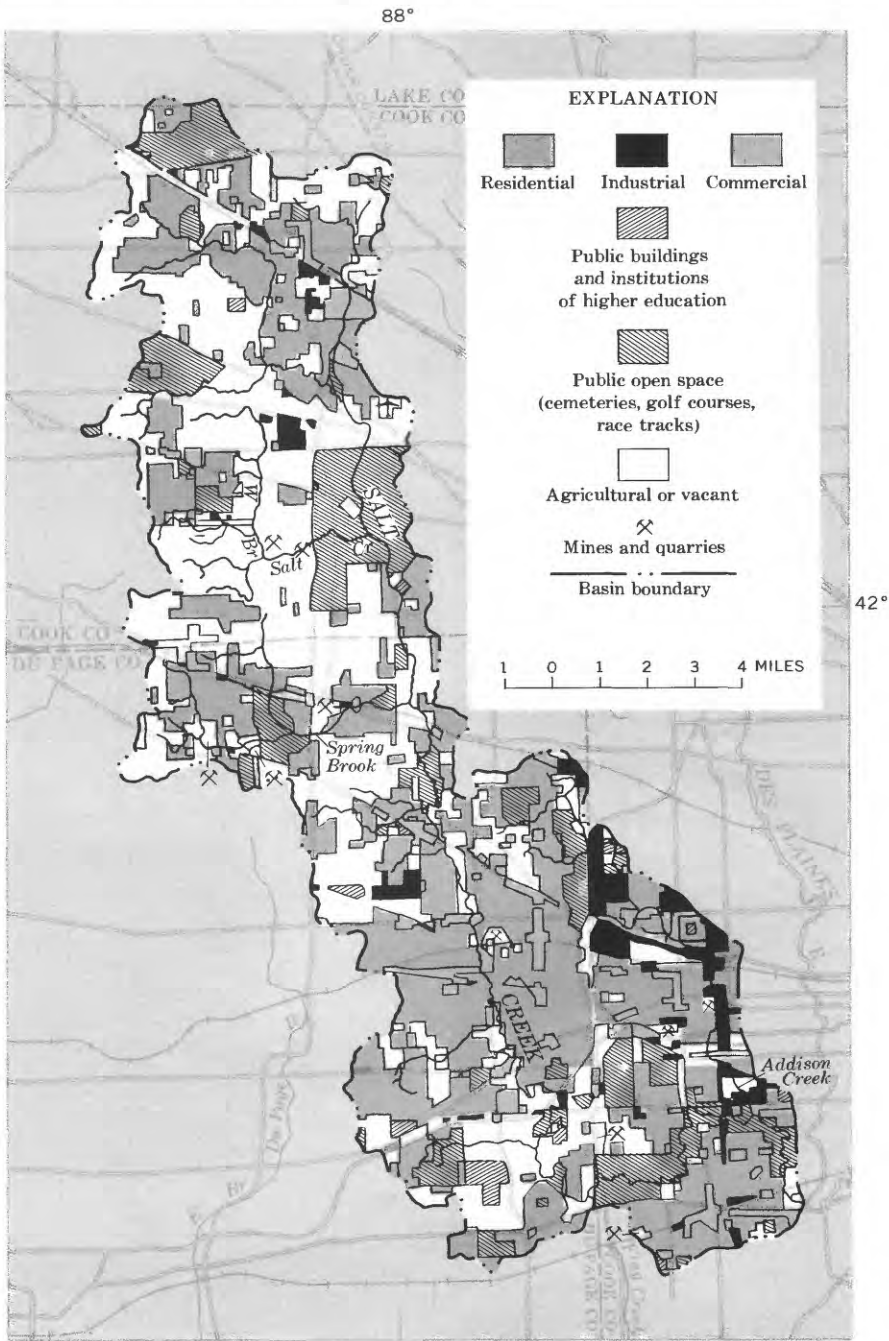 88°
LAKE CO
COOK CO
EXPLANATION
Residential Industrial Commercial
Public buildings
and institutions
of higher education
Public open space
(cemeteries, golf courses,
race tracks)
Agricultural or vacant
Mines and quarries
Basin boundary
1 0 1 2 3 4 MILES
42°
SALT
W
Br
Salt
Cr
COOK CO
DU PAGE CO
Spring
Brook
DES PLAINES
R
CREEK
Addison
Creek
Du Page
R
Br
E
COOK CO